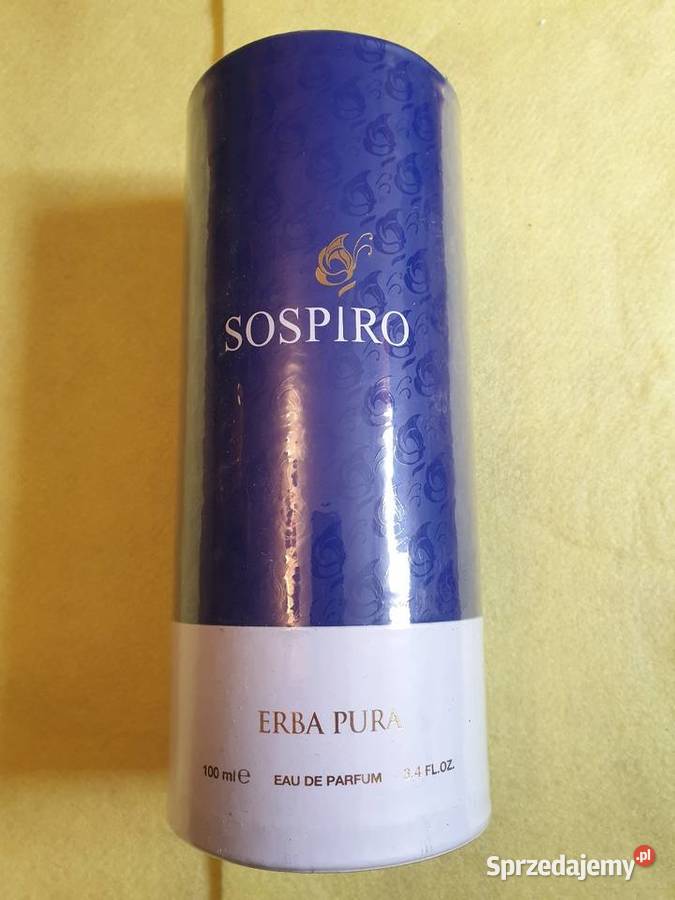 SOSPIRO
ERBA PURA
100 ml e EAU DE PARFUM 3.4 FL.OZ.
Sprzedajemy.pl